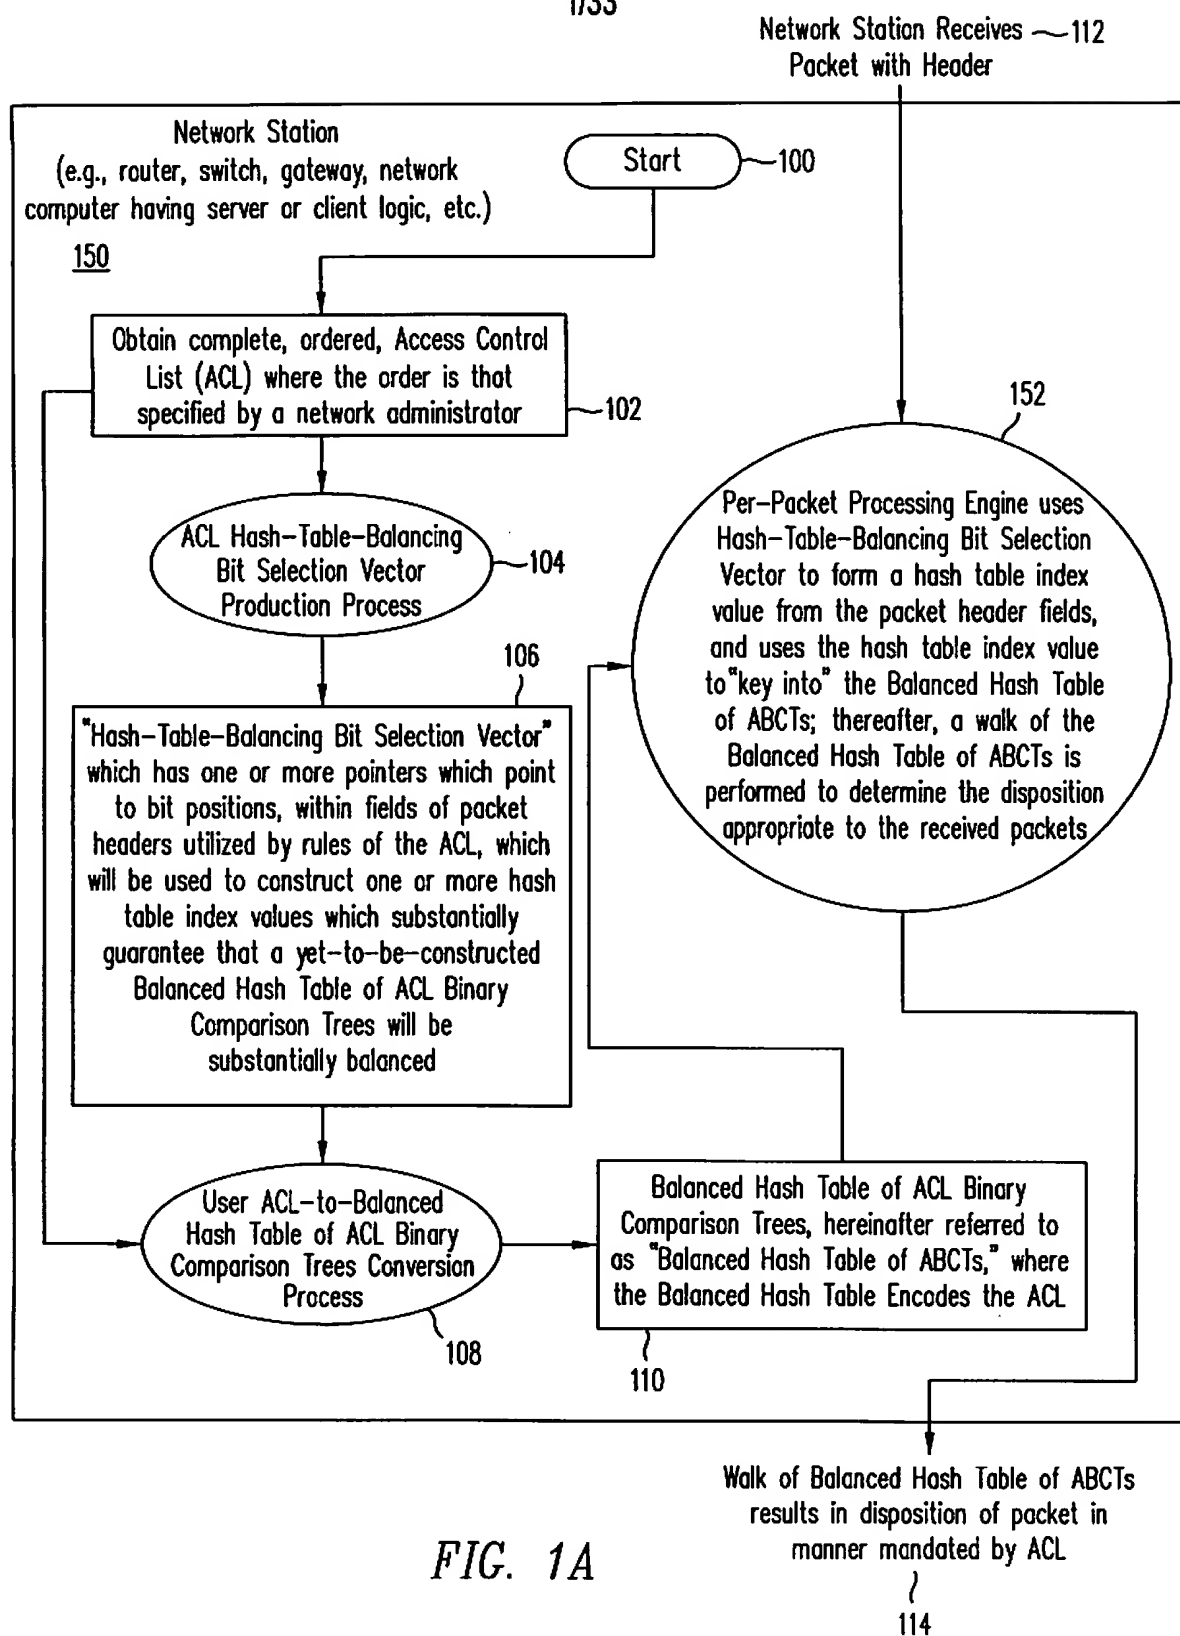 1/33
Network Station Receives
Packet with Header
112
Network Station
(e.g., router, switch, gateway, network
computer having server or client logic, etc.)
150
Start
100
Obtain complete, ordered, Access Control
List (ACL) where the order is that
specified by a network administrator
102
ACL Hash-Table-Balancing
Bit Selection Vector
Production Process
104
106
"Hash-Table-Balancing Bit Selection Vector"
which has one or more pointers which point
to bit positions, within fields of packet
headers utilized by rules of the ACL, which
will be used to construct one or more hash
table index values which substantially
guarantee that a yet-to-be-constructed
Balanced Hash Table of ACL Binary
Comparison Trees will be
substantially balanced
User ACL-to-Balanced
Hash Table of ACL Binary
Comparison Trees Conversion
Process
108
Balanced Hash Table of ACL Binary
Comparison Trees, hereinafter referred to
as "Balanced Hash Table of ABCTs," where
the Balanced Hash Table Encodes the ACL
110
152
Per-Packet Processing Engine uses
Hash-Table-Balancing Bit Selection
Vector to form a hash table index
value from the packet header fields,
and uses the hash table index value
to "key into" the Balanced Hash Table
of ABCTs; thereafter, a walk of the
Balanced Hash Table of ABCTs is
performed to determine the disposition
appropriate to the received packets
Walk of Balanced Hash Table of ABCTs
results in disposition of packet in
manner mandated by ACL
114
FIG. 1A